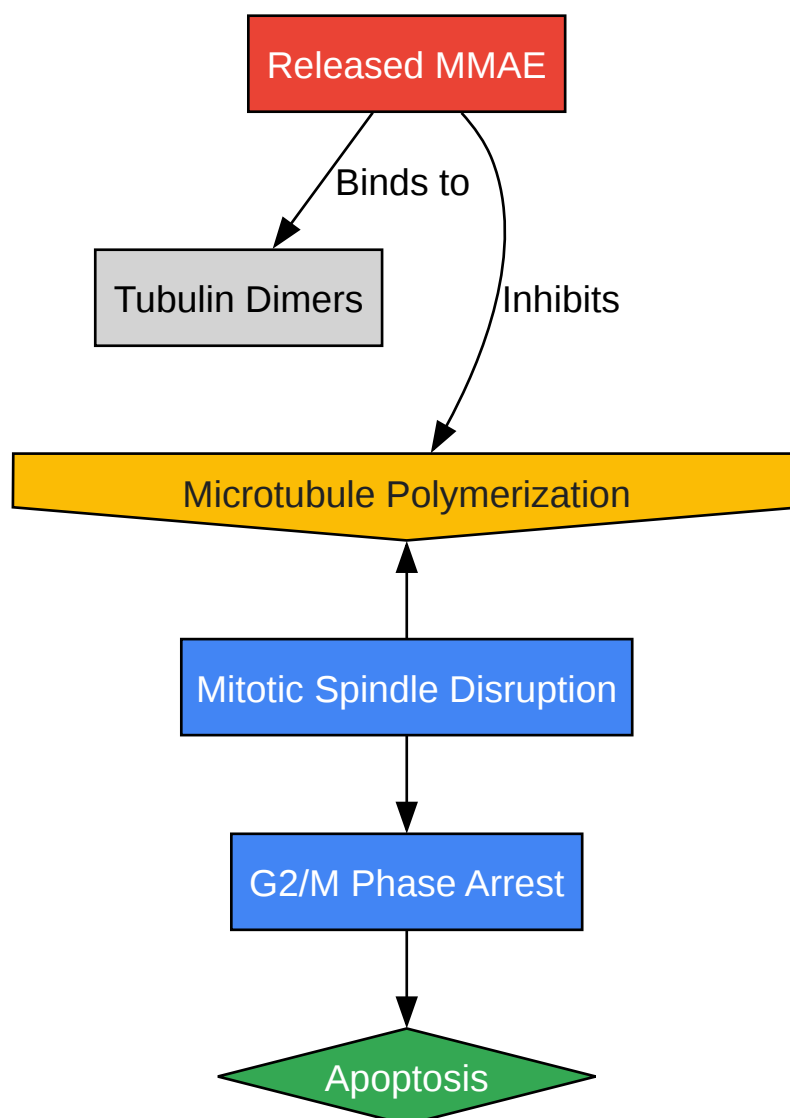 Released MMAE
Binds to
Tubulin Dimers
Inhibits
Microtubule Polymerization
Mitotic Spindle Disruption
G2/M Phase Arrest
Apoptosis